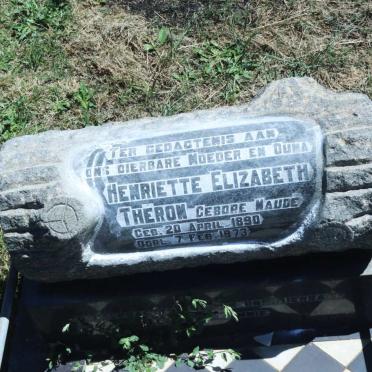 TER GEDAGTENIS AAN
ONS DIERBARE MOEDER EN OUMA
HENRIETTE ELIZABETH
THERON GEBORE NAUDE
GEB. 20 APRIL 1890
OORL. 7 FEB. 1973